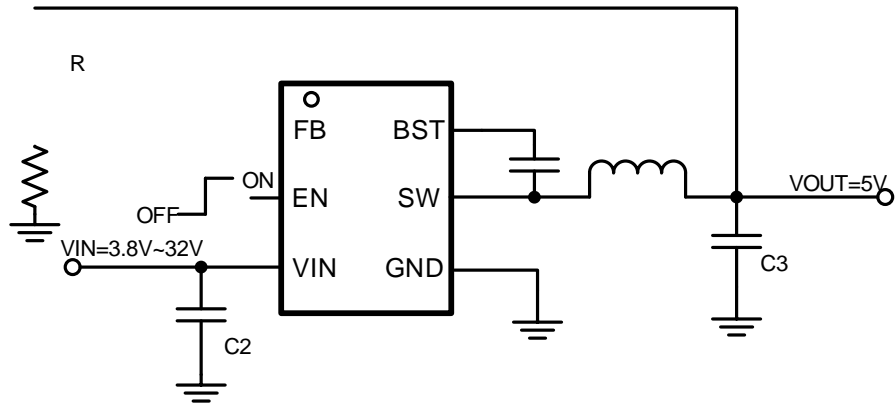 R
FB BST
ON
EN SW
OFF
VOUT=5V
VIN=3.8V~32V
VIN GND
C3
C2